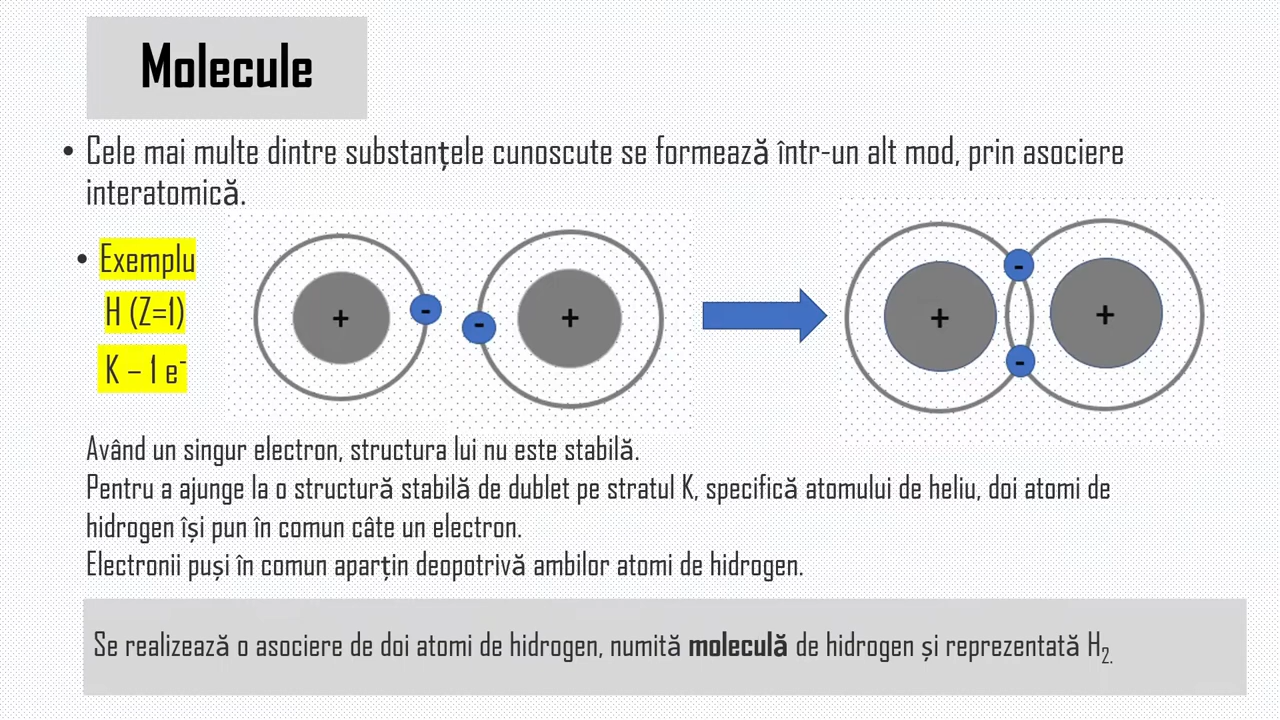 Molecule
• Cele mai multe dintre substanțele cunoscute se formează într-un alt mod, prin asociere
interatomică.
• Exemplu
H (Z=1)
K – 1 e⁻
+ - - + - + + -
Având un singur electron, structura lui nu este stabilă.
Pentru a ajunge la o structură stabilă de dublet pe stratul K, specifică atomului de heliu, doi atomi de
hidrogen își pun în comun câte un electron.
Electronii puși în comun aparțin deopotrivă ambilor atomi de hidrogen.
Se realizează o asociere de doi atomi de hidrogen, numită moleculă de hidrogen și reprezentată H₂.